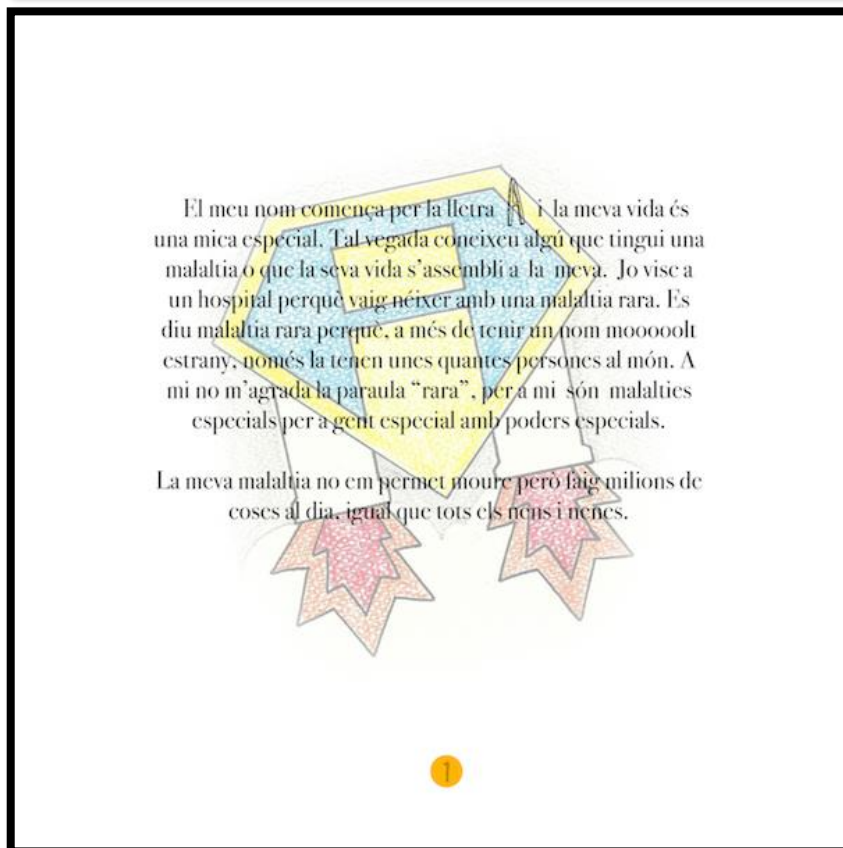 El meu nom comença per la lletra A i la meva vida és
una mica especial. Tal vegada coneixeu algú que tingui una
malaltia o que la seva vida s’assembli a la meva. Jo visc a
un hospital perquè vaig néixer amb una malaltia rara. Es
diu malaltia rara perquè, a més de tenir un nom mooooolt
estrany, només la tenen unes quantes persones al món. A
mi no m’agrada la paraula “rara”, per a mi són malalties
especials per a gent especial amb poders especials.
La meva malaltia no em permet moure però faig milions de
coses al dia, igual que tots els nens i nenes.
1